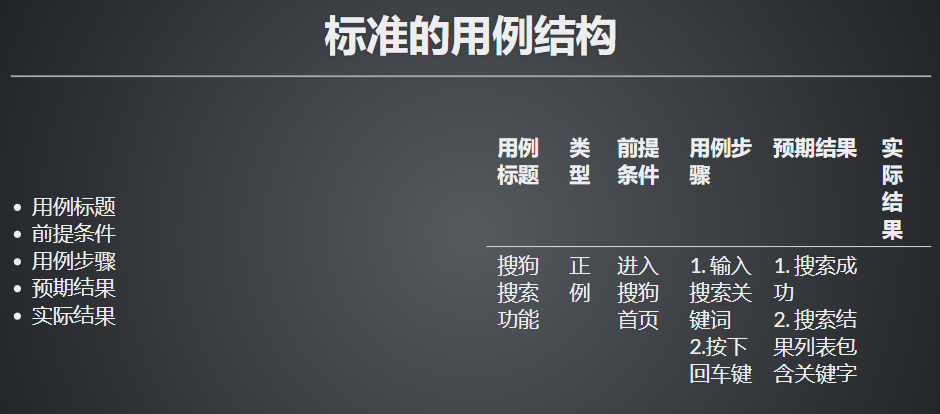 标准的用例结构
用例标题
前提条件
用例步骤
预期结果
实际结果
用例
标题
类
型
前提
条件
用例步
骤
预期结果
实
际
结
果
搜狗
搜索
功能
正
例
进入
搜狗
首页
1. 输入
搜索关
键词
2.按下
回车键
1. 搜索成
功
2. 搜索结
果列表包
含关键字